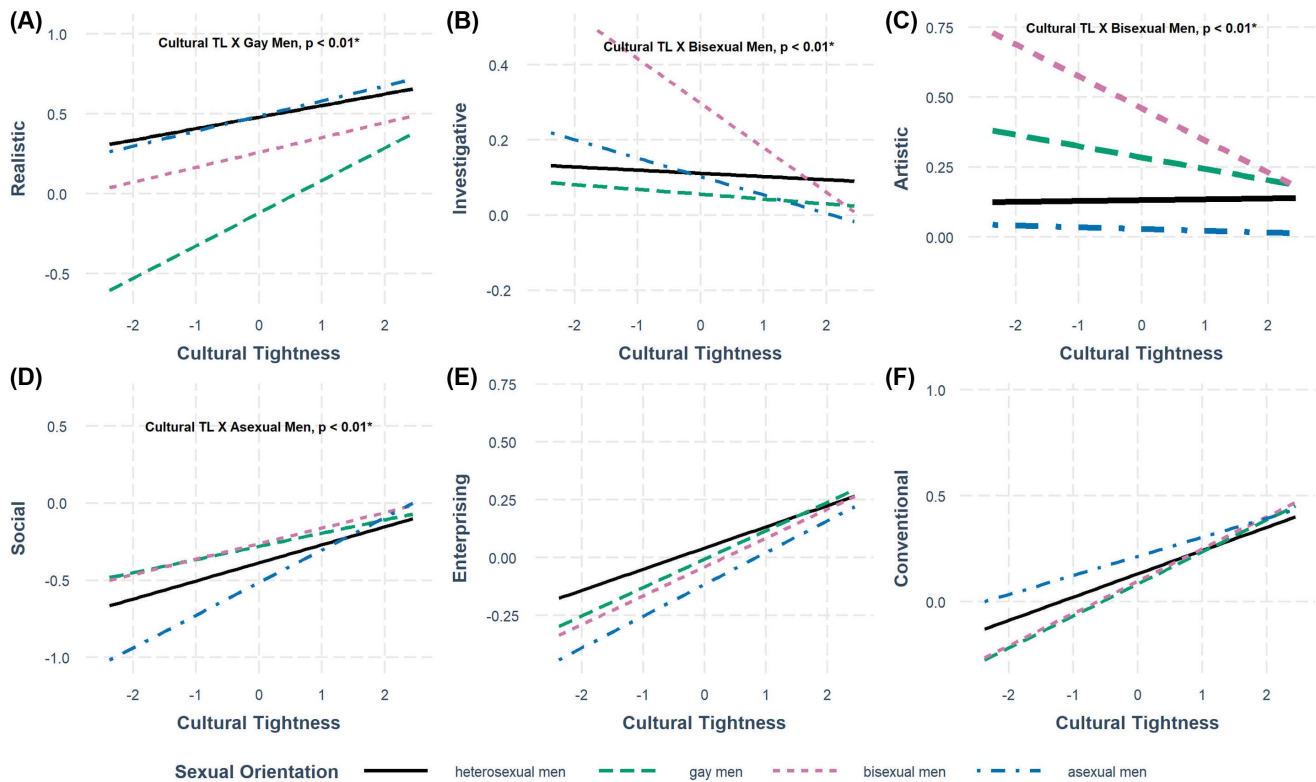 (A)
Cultural TL X Gay Men, p < 0.01*
Realistic
1.0
0.5
0.0
-0.5
-2 -1 0 1 2
Cultural Tightness
(B)
Cultural TL X Bisexual Men, p < 0.01*
Investigative
0.4
0.2
0.0
-0.2
-2 -1 0 1 2
Cultural Tightness
(C)
Cultural TL X Bisexual Men, p < 0.01*
Artistic
0.75
0.50
0.25
0.00
-2 -1 0 1 2
Cultural Tightness
(D)
Cultural TL X Asexual Men, p < 0.01*
Social
0.5
0.0
-0.5
-1.0
-2 -1 0 1 2
Cultural Tightness
(E)
Enterprising
0.75
0.50
0.25
0.00
-0.25
-2 -1 0 1 2
Cultural Tightness
(F)
Conventional
1.0
0.5
0.0
-2 -1 0 1 2
Cultural Tightness
Sexual Orientation heterosexual men gay men bisexual men asexual men